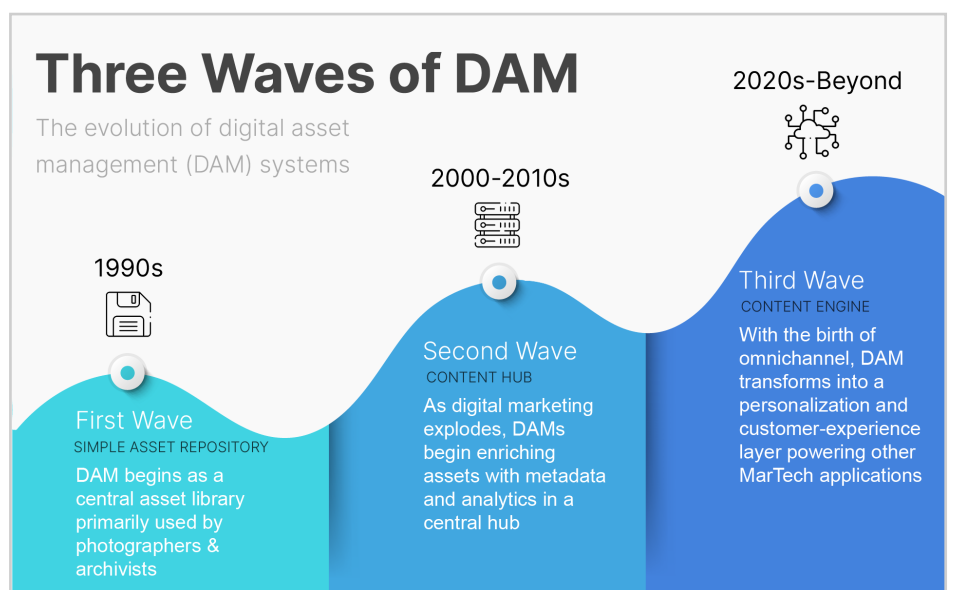 Three Waves of DAM
The evolution of digital asset
management (DAM) systems
1990s
First Wave
SIMPLE ASSET REPOSITORY
DAM begins as a
central asset library
primarily used by
photographers &
archivists
2000-2010s
Second Wave
CONTENT HUB
As digital marketing
explodes, DAMs
begin enriching
assets with metadata
and analytics in a
central hub
2020s-Beyond
Third Wave
CONTENT ENGINE
With the birth of
omnichannel, DAM
transforms into a
personalization and
customer-experience
layer powering other
MarTech applications